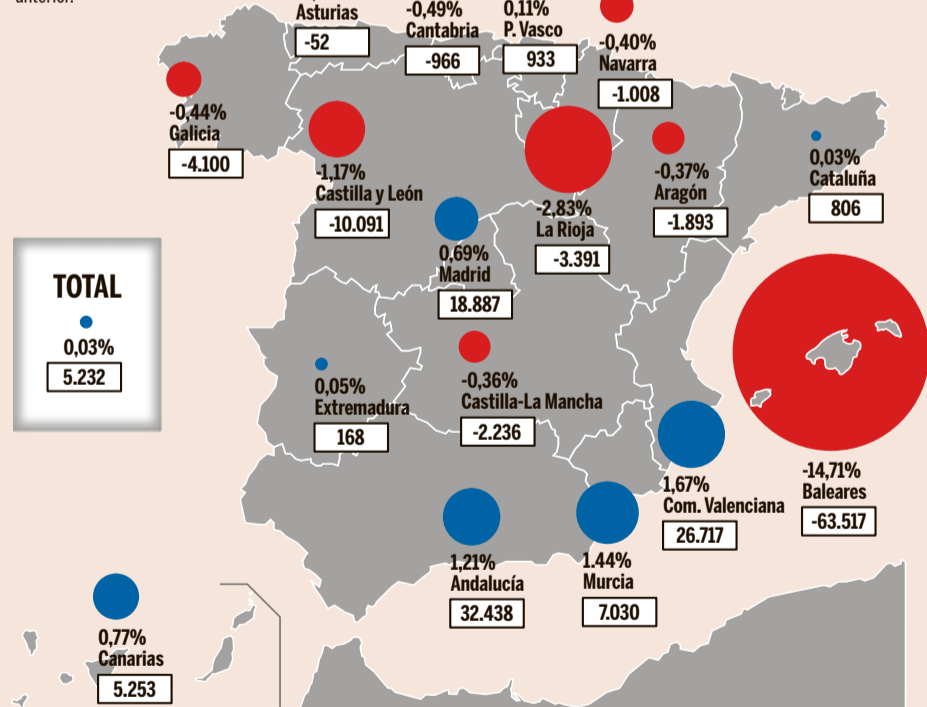 anterior.
Asturias
-52
-0,49%
Cantabria
-966
0,11%
P. Vasco
933
-0,40%
Navarra
-1.008
-0,44%
Galicia
-4.100
-1,17%
Castilla y León
-10.091
-2,83%
La Rioja
-3.391
-0,37%
Aragón
-1.893
0,03%
Cataluña
806
0,69%
Madrid
18.887
TOTAL
0,03%
5.232
0,05%
Extremadura
168
-0,36%
Castilla-La Mancha
-2.236
1,67%
Com. Valenciana
26.717
-14,71%
Baleares
-63.517
1,21%
Andalucía
32.438
1.44%
Murcia
7.030
0,77%
Canarias
5.253